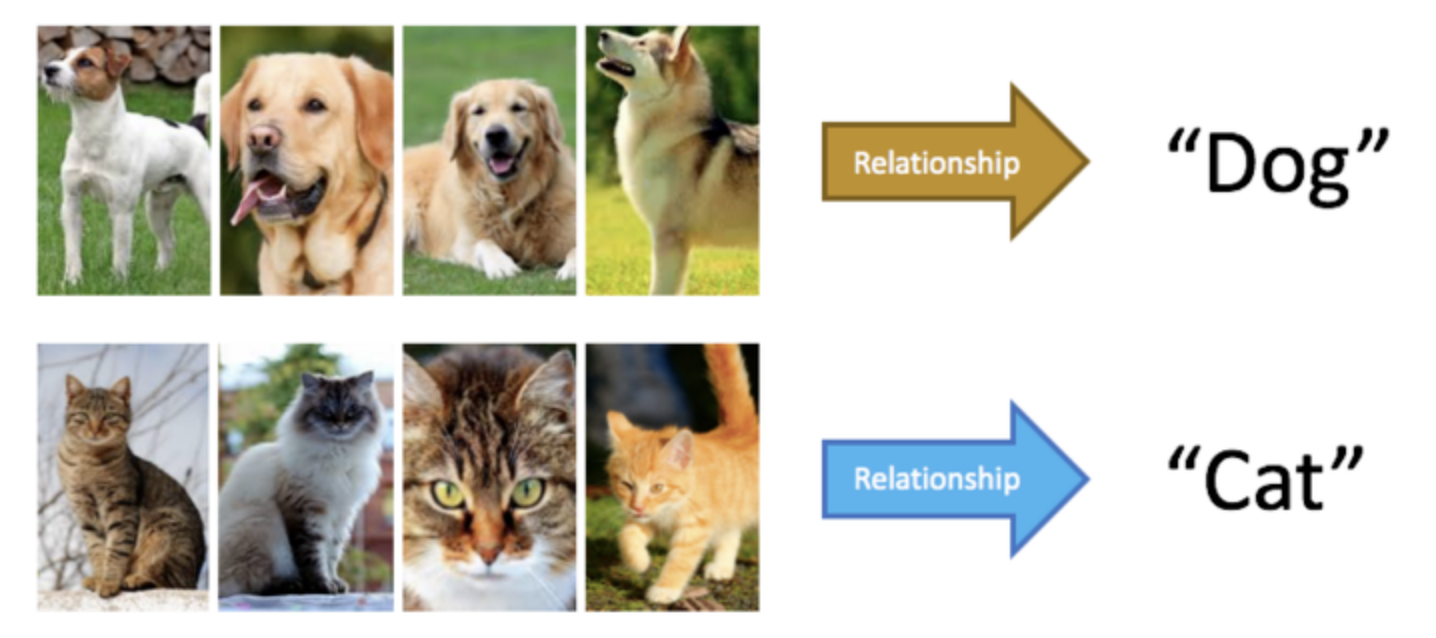 Relationship
“Dog”
Relationship
“Cat”